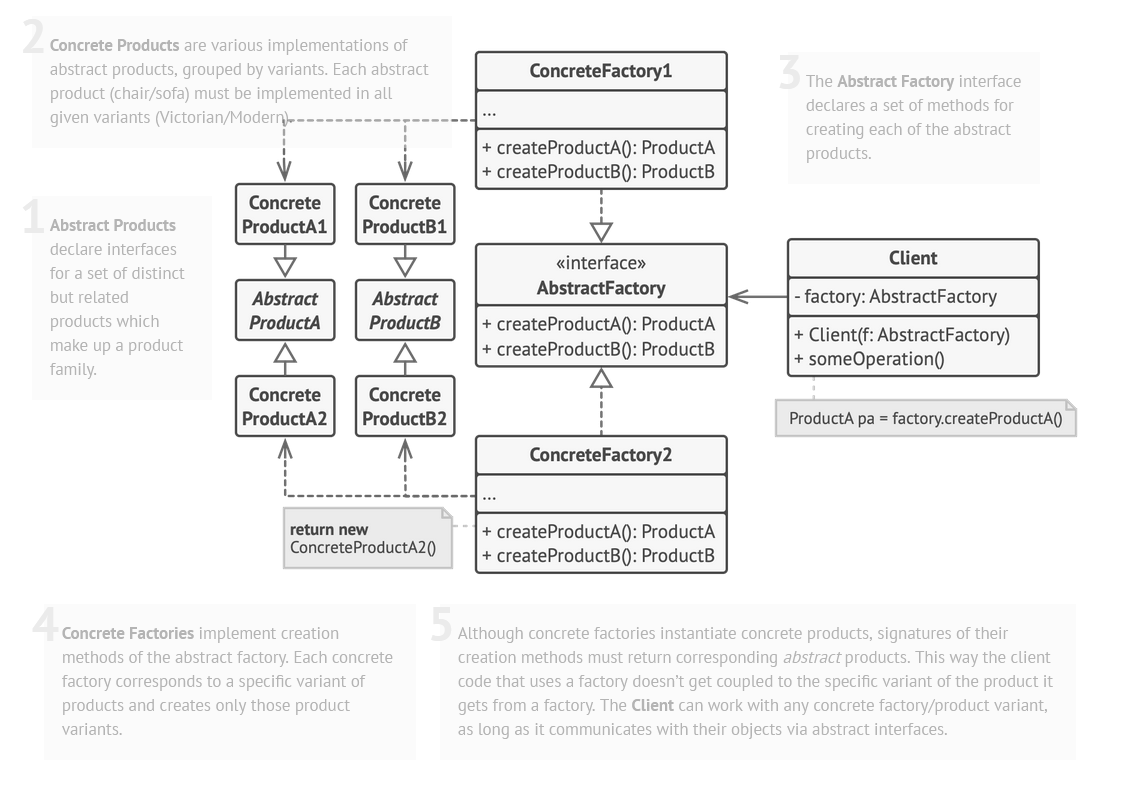 2
Concrete Products are various implementations of
abstract products, grouped by variants. Each abstract
product (chair/sofa) must be implemented in all
given variants (Victorian/Modern).
ConcreteFactory1
...
+ createProductA(): ProductA
+ createProductB(): ProductB
3
The Abstract Factory interface
declares a set of methods for
creating each of the abstract
products.
1
Abstract Products
declare interfaces
for a set of distinct
but related
products which
make up a product
family.
Concrete
ProductA1
Concrete
ProductB1
Abstract
ProductA
Abstract
ProductB
Concrete
ProductA2
Concrete
ProductB2
«interface»
AbstractFactory
+ createProductA(): ProductA
+ createProductB(): ProductB
Client
- factory: AbstractFactory
+ Client(f: AbstractFactory)
+ someOperation()
ProductA pa = factory.createProductA()
ConcreteFactory2
...
+ createProductA(): ProductA
+ createProductB(): ProductB
return new
ConcreteProductA2()
4
Concrete Factories implement creation
methods of the abstract factory. Each concrete
factory corresponds to a specific variant of
products and creates only those product
variants.
5
Although concrete factories instantiate concrete products, signatures of their
creation methods must return corresponding abstract products. This way the client
code that uses a factory doesn't get coupled to the specific variant of the product it
gets from a factory. The Client can work with any concrete factory/product variant,
as long as it communicates with their objects via abstract interfaces.